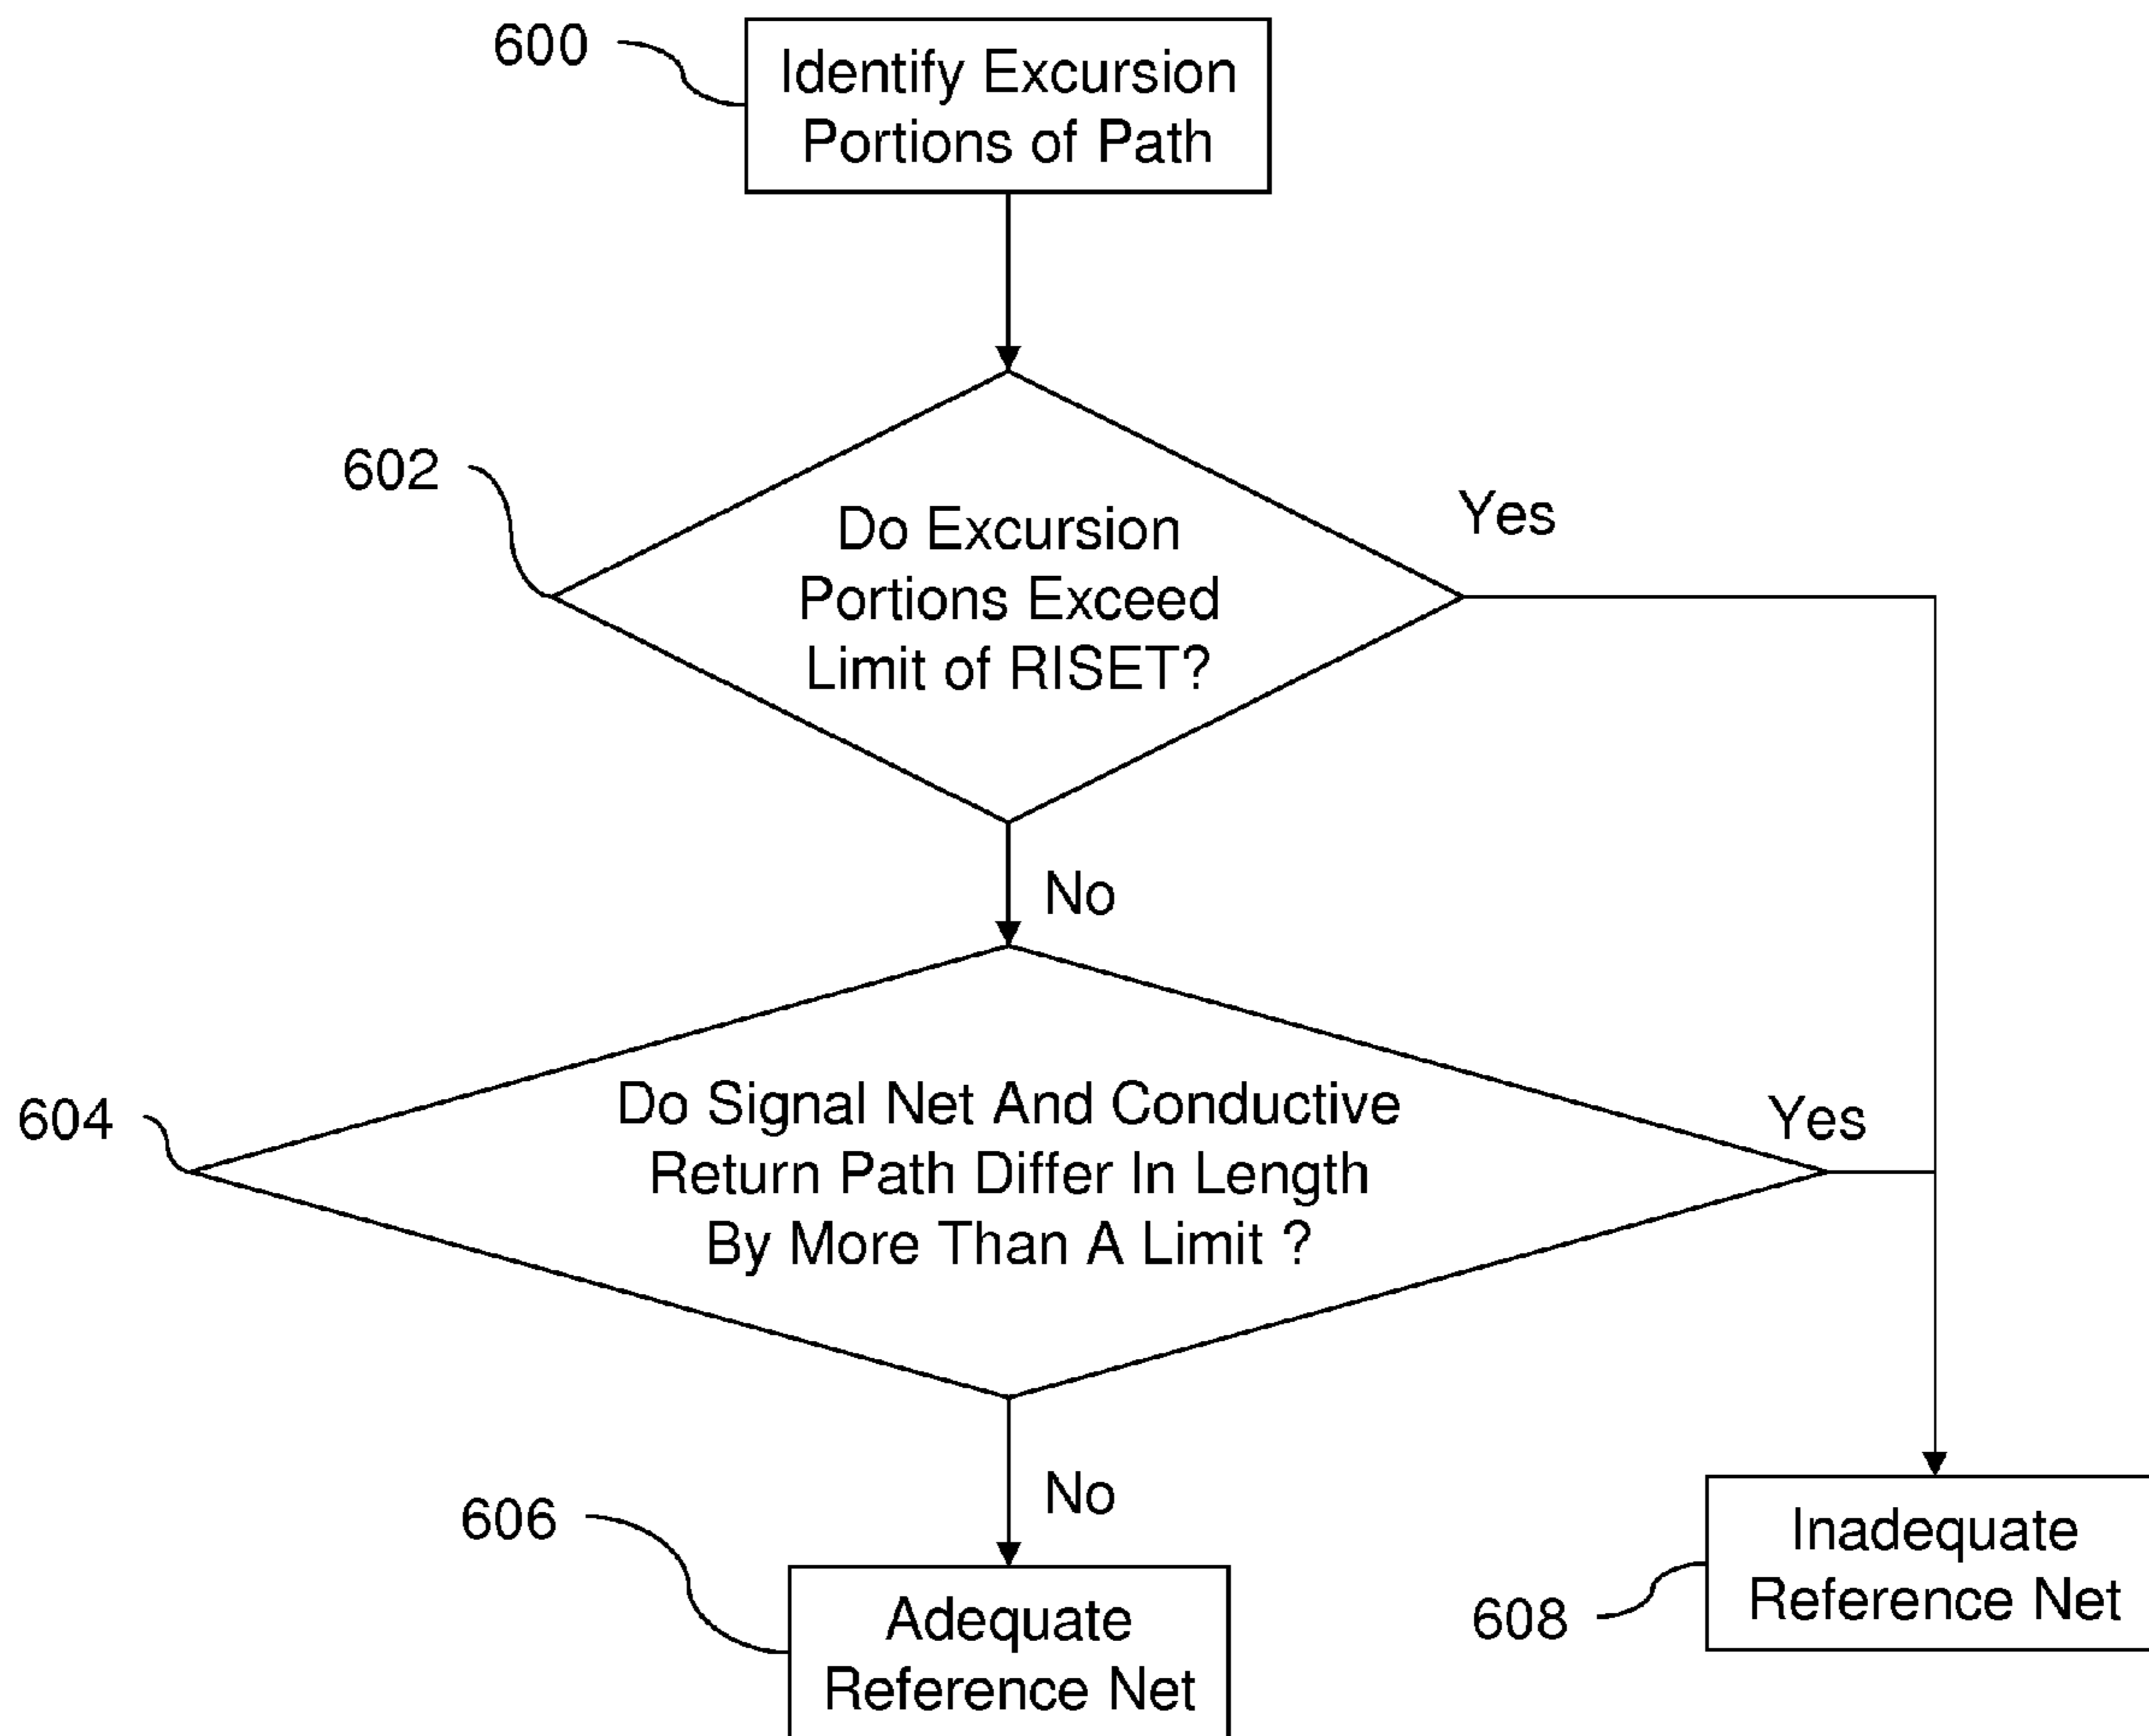 600
Identify Excursion
Portions of Path
602
Do Excursion
Portions Exceed
Limit of RISET?
Yes
No
604
Do Signal Net And Conductive
Return Path Differ In Length
By More Than A Limit ?
Yes
No
606
Adequate
Reference Net
608
Inadequate
Reference Net